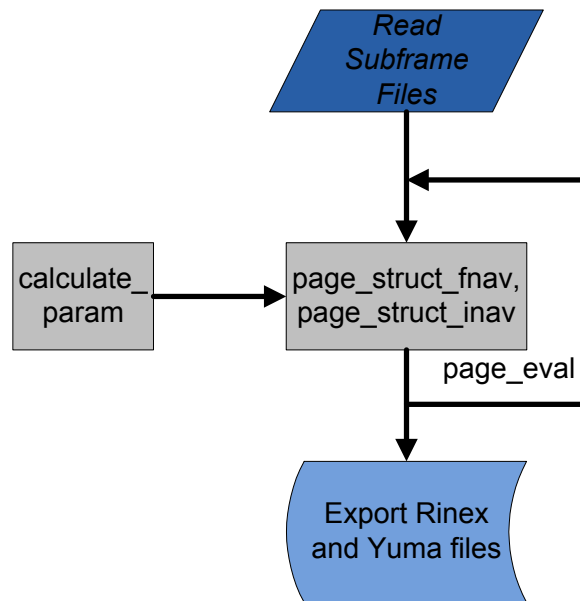 Read
Subframe
Files
calculate_
param
page_struct_fnav,
page_struct_inav
page_eval
Export Rinex
and Yuma files